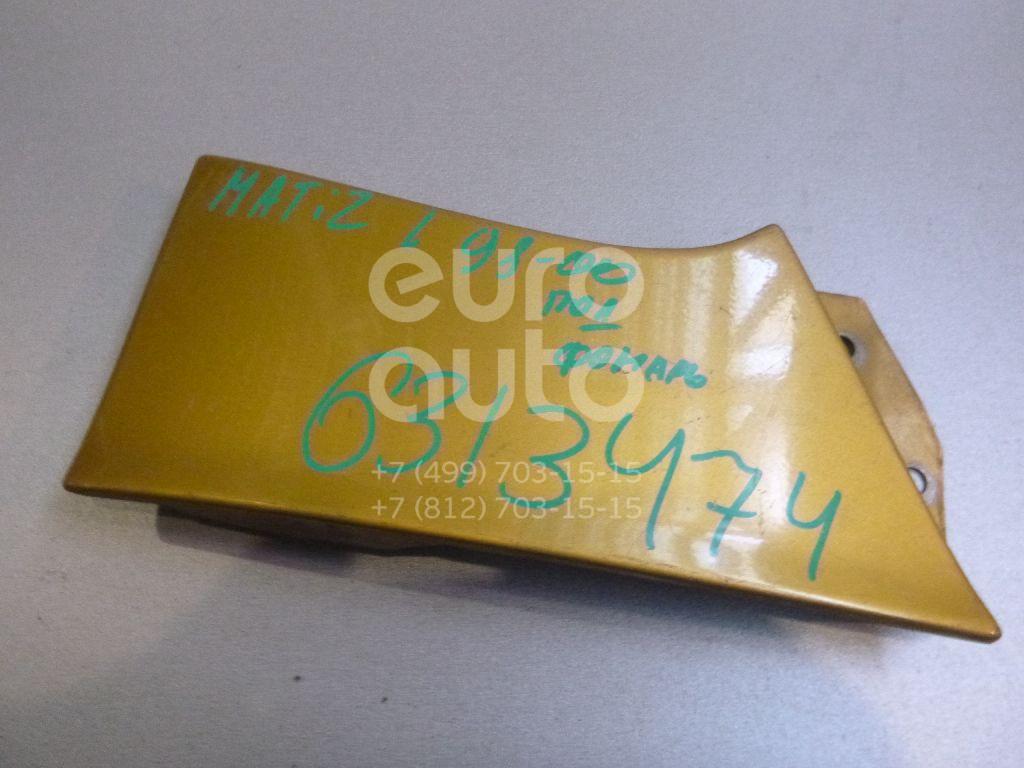 MATiZ L 98-00
euro
под
auto
фонарь
6313474
+7 (499) 703-15-15
+7 (812) 703-15-15